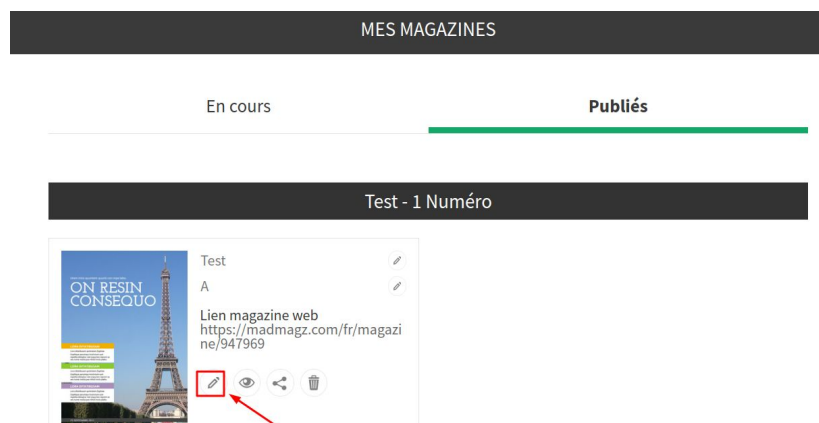 MES MAGAZINES
En cours
Publiés
Test - 1 Numéro
ON RESIN
CONSEQUO
Test
A
Lien magazine web
https://madmagz.com/fr/magazi
ne/947969